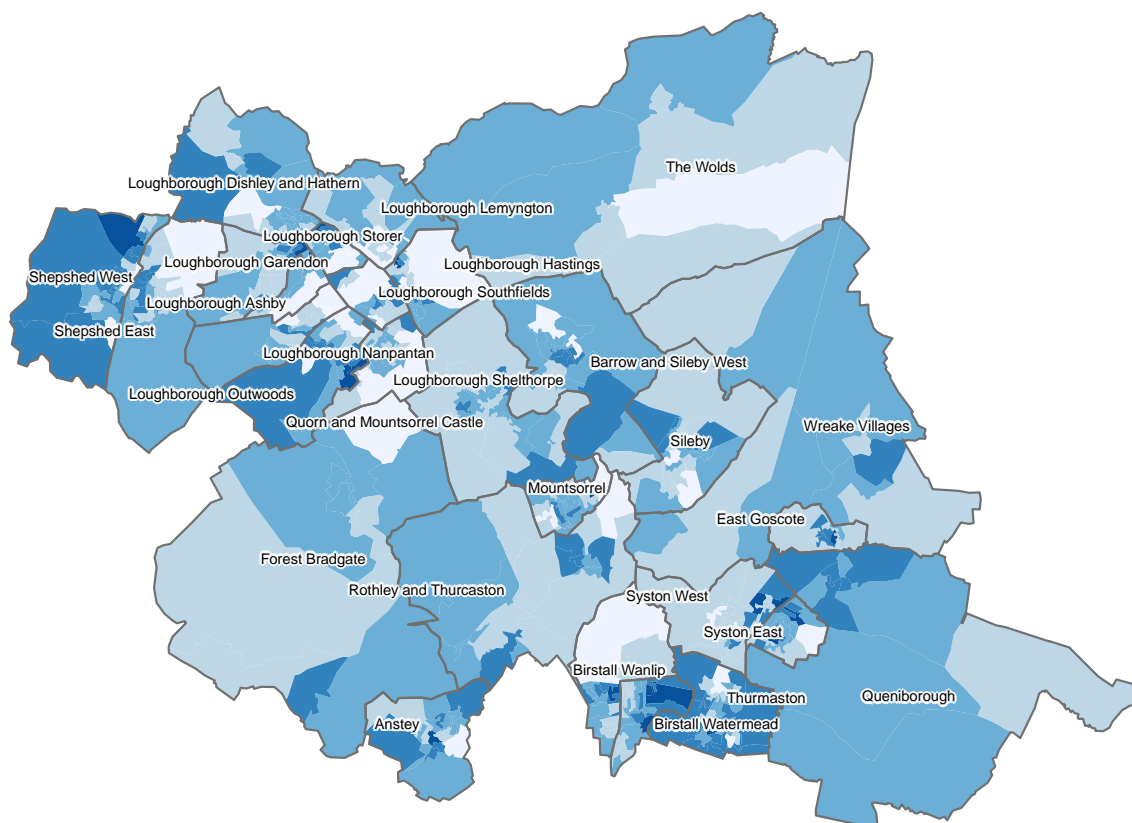 The Wolds
Loughborough Dishley and Hathern
Loughborough Lemyngton
Loughborough Storer
Loughborough Garendon
Loughborough Hastings
Shepshed West
Loughborough Southfields
Loughborough Ashby
Shepshed East
Loughborough Nanpantan
Barrow and Sileby West
Loughborough Shelthorpe
Loughborough Outwoods
Quorn and Mountsorrel Castle
Wreake Villages
Sileby
Mountsorrel
East Goscote
Forest Bradgate
Rothley and Thurcaston
Syston West
Syston East
Birstall Wanlip
Thurmaston
Queniborough
Anstey
Birstall Watermead